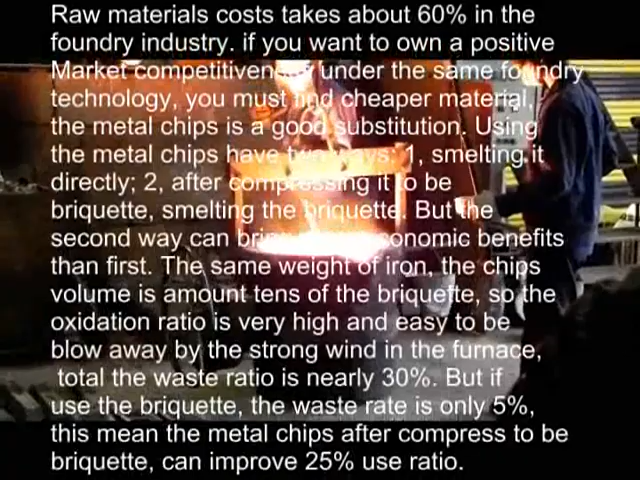 Raw materials costs takes about 60% in the
foundry industry. if you want to own a positive
Market competitiveness under the same foundry
technology, you must find cheaper material,
the metal chips is a good substitution. Using
the metal chips have two ways: 1, smelting it
directly; 2, after compressing it to be
briquette, smelting the briquette. But the
second way can bring economic benefits
than first. The same weight of iron, the chips
volume is amount tens of the briquette, so the
oxidation ratio is very high and easy to be
blow away by the strong wind in the furnace,
total the waste ratio is nearly 30%. But if
use the briquette, the waste rate is only 5%,
this mean the metal chips after compress to be
briquette, can improve 25% use ratio.